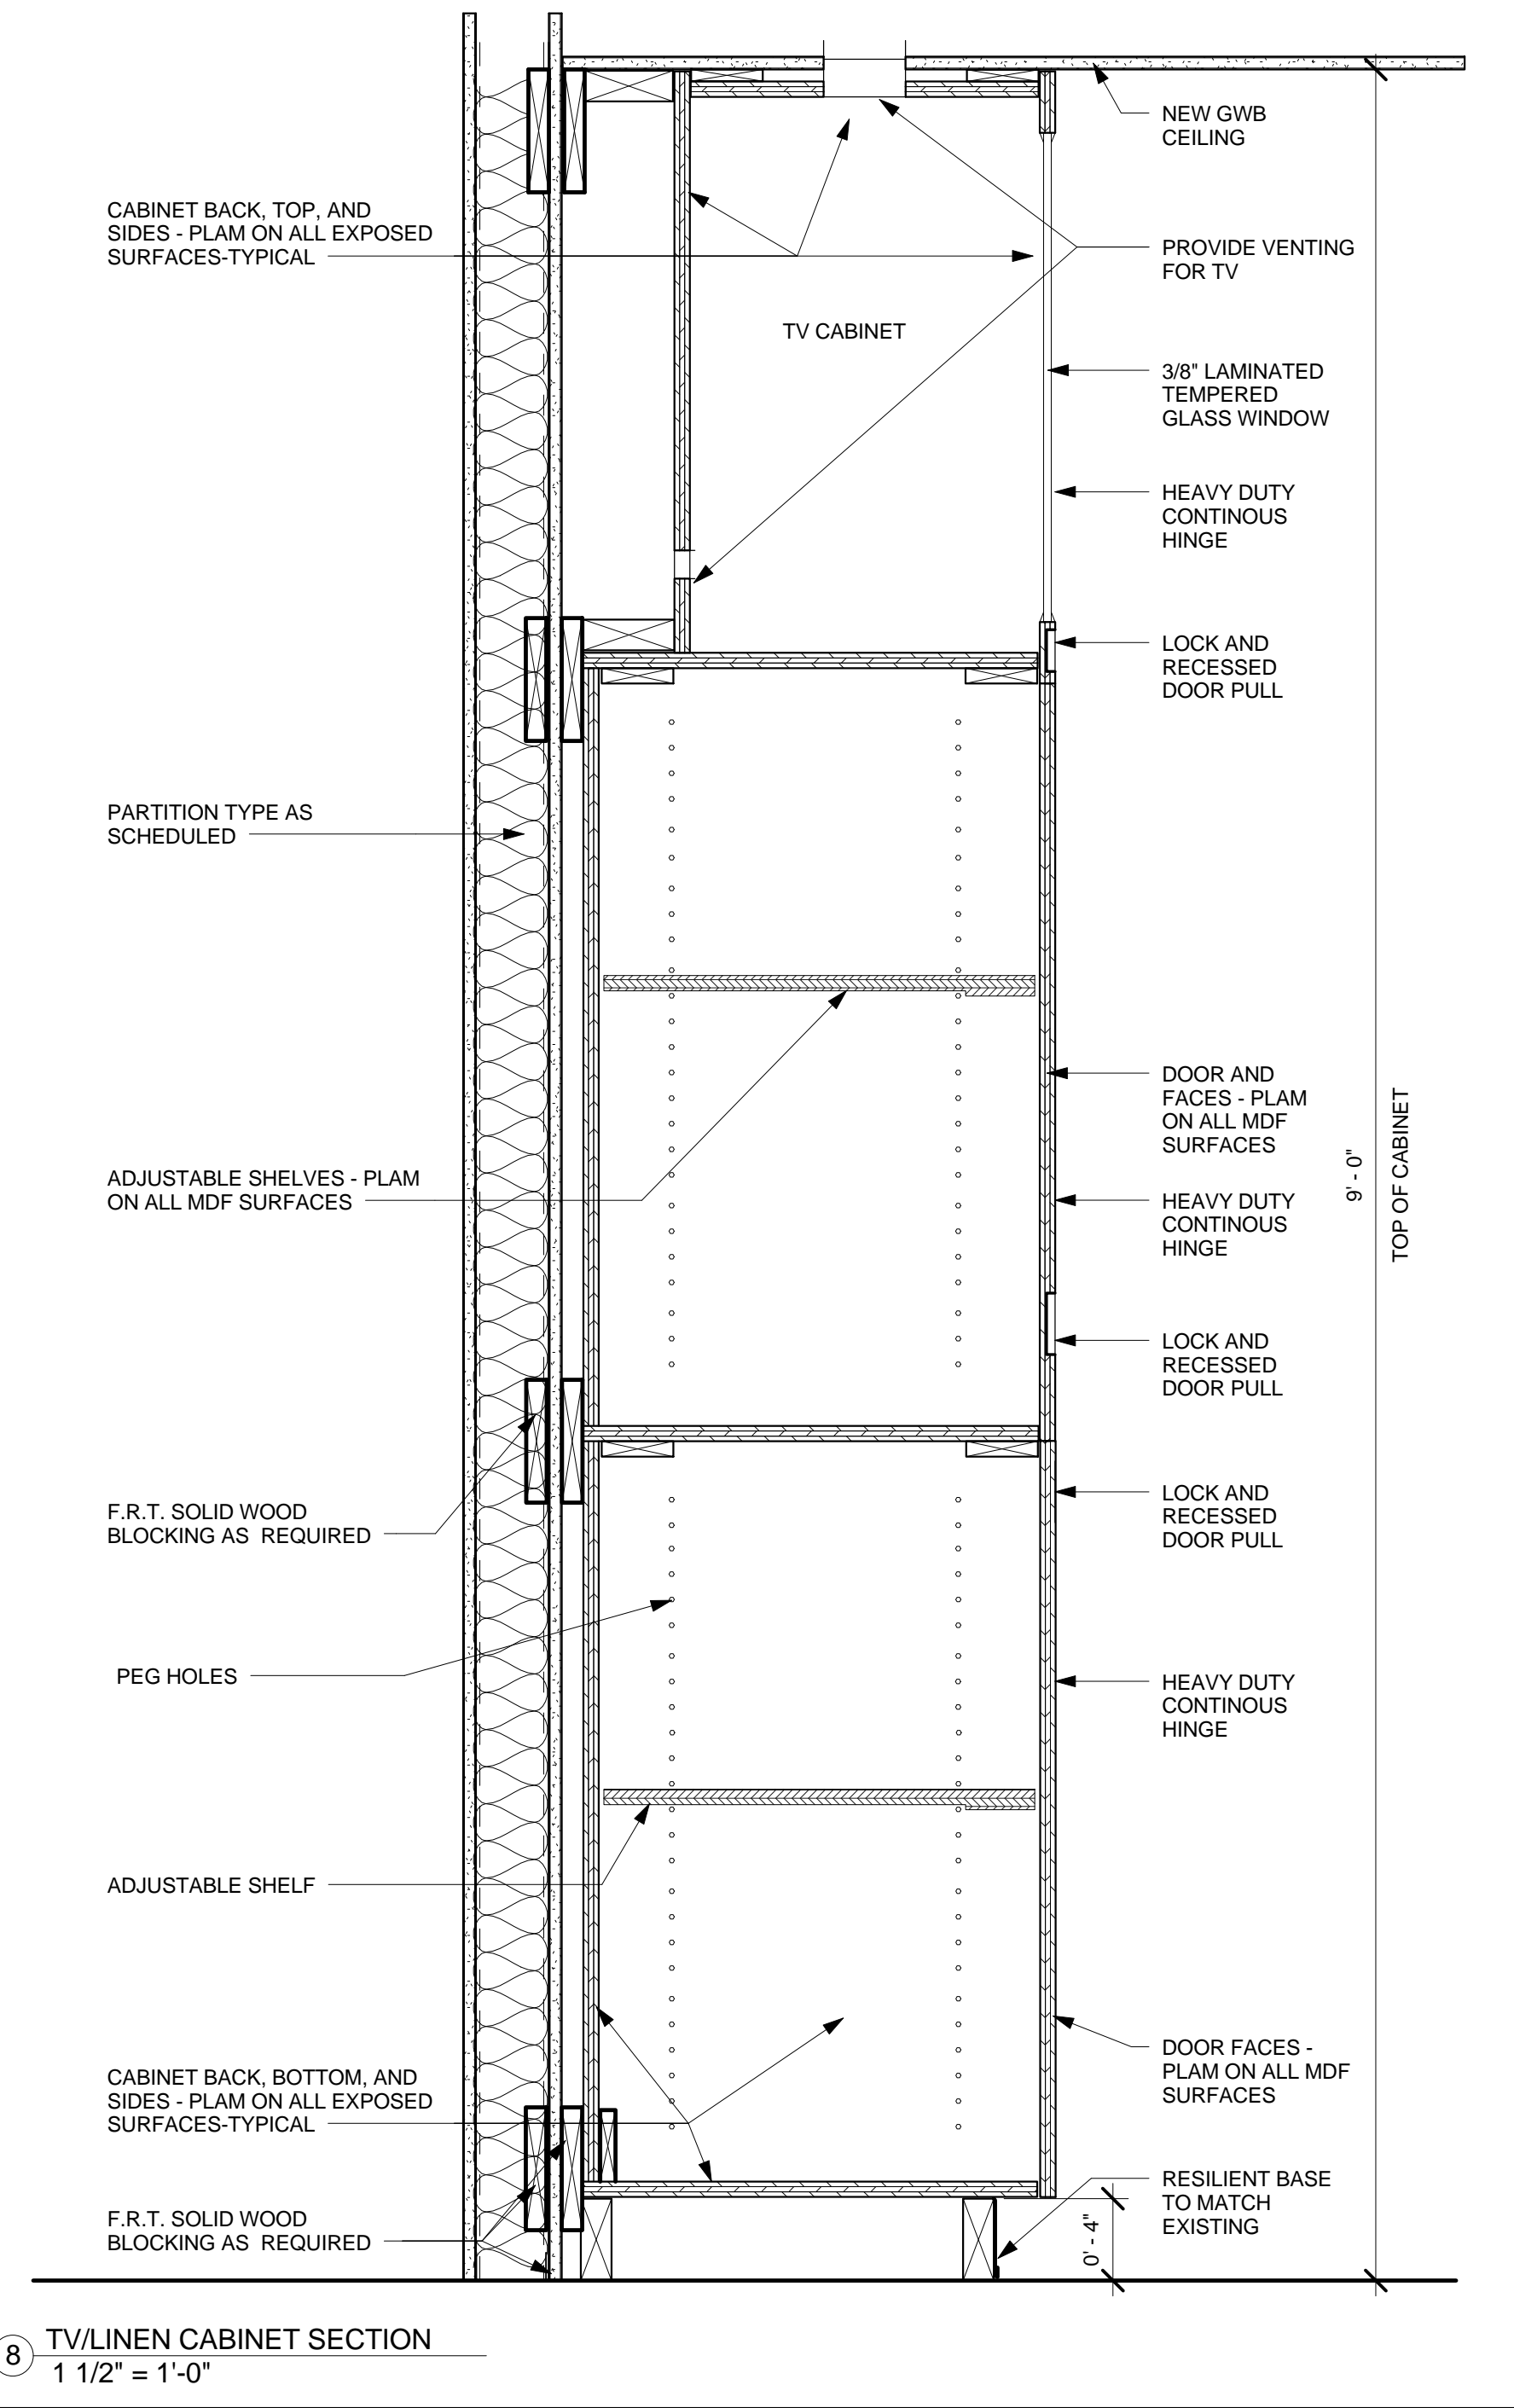 NEW GWB
CEILING
CABINET BACK, TOP, AND
SIDES - PLAM ON ALL EXPOSED
SURFACES-TYPICAL
PROVIDE VENTING
FOR TV
TV CABINET
3/8" LAMINATED
TEMPERED
GLASS WINDOW
HEAVY DUTY
CONTINOUS
HINGE
LOCK AND
RECESSED
DOOR PULL
PARTITION TYPE AS
SCHEDULED
DOOR AND
FACES - PLAM
ON ALL MDF
SURFACES
9' - 0"
TOP OF CABINET
ADJUSTABLE SHELVES - PLAM
ON ALL MDF SURFACES
HEAVY DUTY
CONTINOUS
HINGE
LOCK AND
RECESSED
DOOR PULL
F.R.T. SOLID WOOD
BLOCKING AS  REQUIRED
LOCK AND
RECESSED
DOOR PULL
PEG HOLES
HEAVY DUTY
CONTINOUS
HINGE
ADJUSTABLE SHELF
DOOR FACES -
PLAM ON ALL MDF
SURFACES
CABINET BACK, BOTTOM, AND
SIDES - PLAM ON ALL EXPOSED
SURFACES-TYPICAL
RESILIENT BASE
TO MATCH
EXISTING
F.R.T. SOLID WOOD
BLOCKING AS  REQUIRED
0' - 4"
8
TV/LINEN CABINET SECTION
1 1/2" = 1'-0"